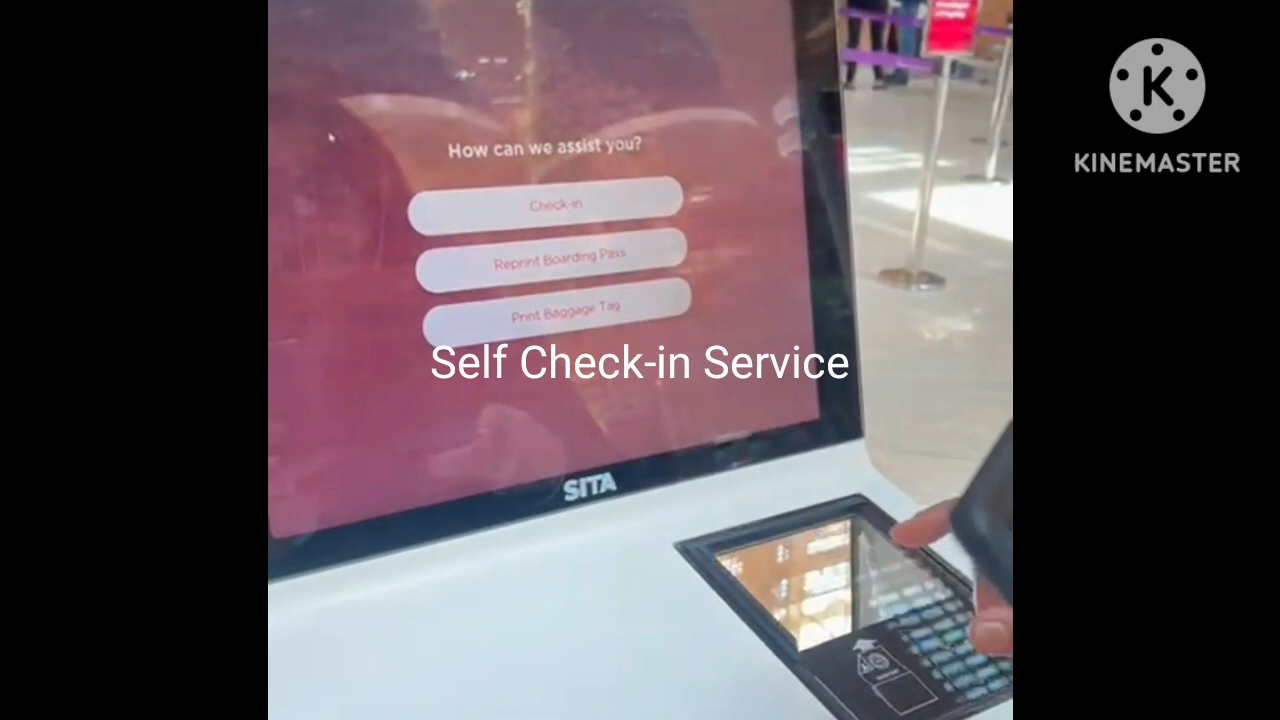 How can we assist you?
Check-in
Reprint Boarding Pass
Print Baggage Tag
Self Check-in Service
SITA
K
KINEMASTER